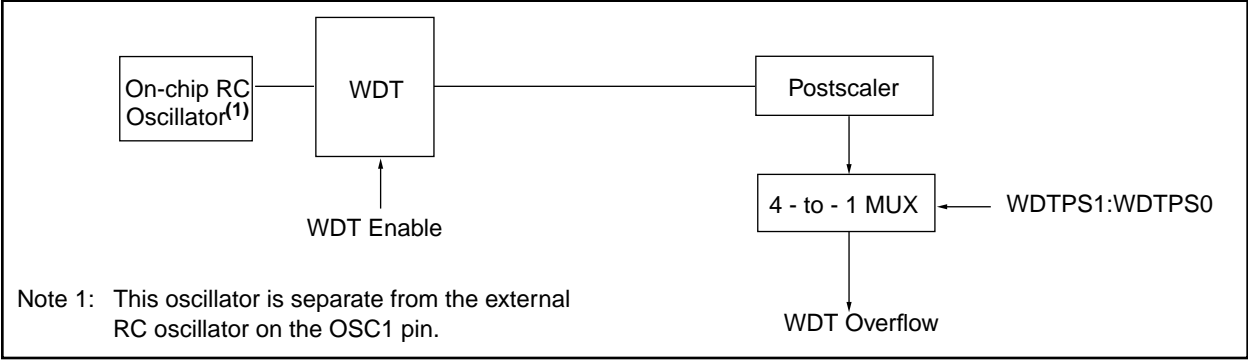 On-chip RC
Oscillator(1)
WDT
Postscaler
4 - to - 1 MUX
WDTPS1:WDTPS0
WDT Enable
Note 1: This oscillator is separate from the external
RC oscillator on the OSC1 pin.
WDT Overflow